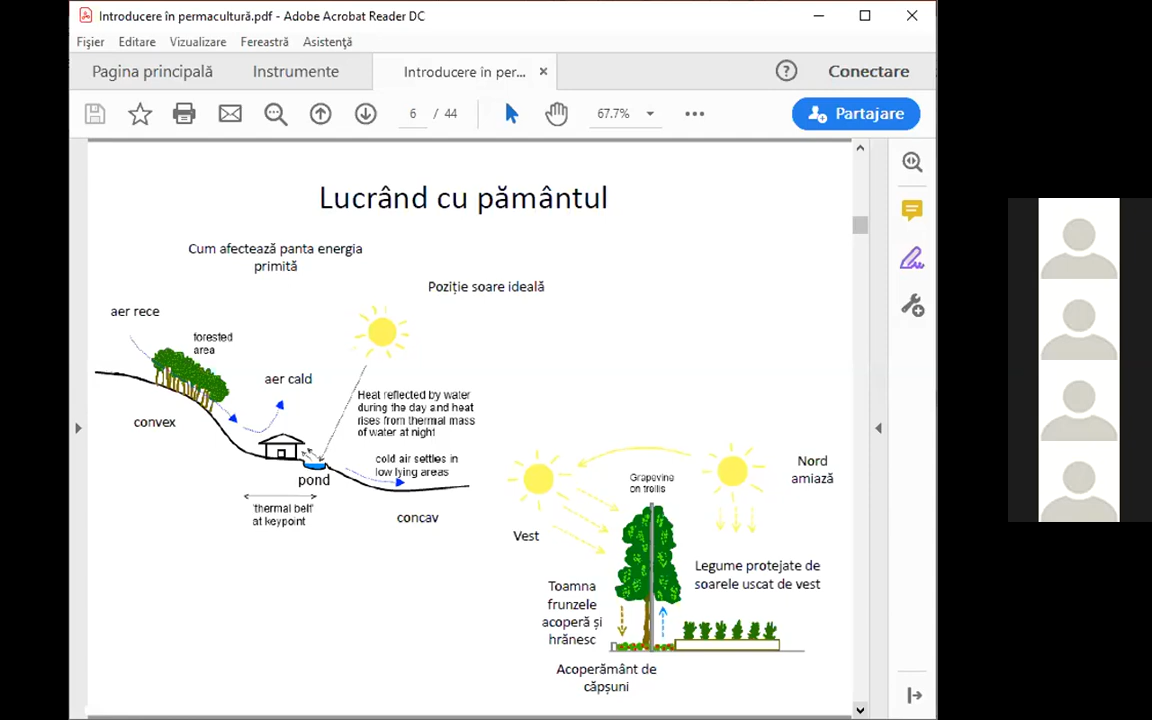 Introducere în permacultură.pdf - Adobe Acrobat Reader DC
Fișier Editare Vizualizare Fereastră Asistență
Pagina principală Instrumente Introducere în per... Conectare
6 / 44 67.7% Partajare
Lucrând cu pământul
Cum afectează panta energia
primită
Poziție soare ideală
aer rece
forested
area
aer cald
convex
Heat reflected by water
during the day and heat
rises from thermal mass
of water at night
cold air settles in
low lying areas
pond
'thermal belt'
at keypoint
concav
Grapevine
on trollis
Nord
amiază
Vest
Legume protejate de
soarele uscat de vest
Toamna
frunzele
acoperă și
hrănesc
Acoperământ de
căpșuni